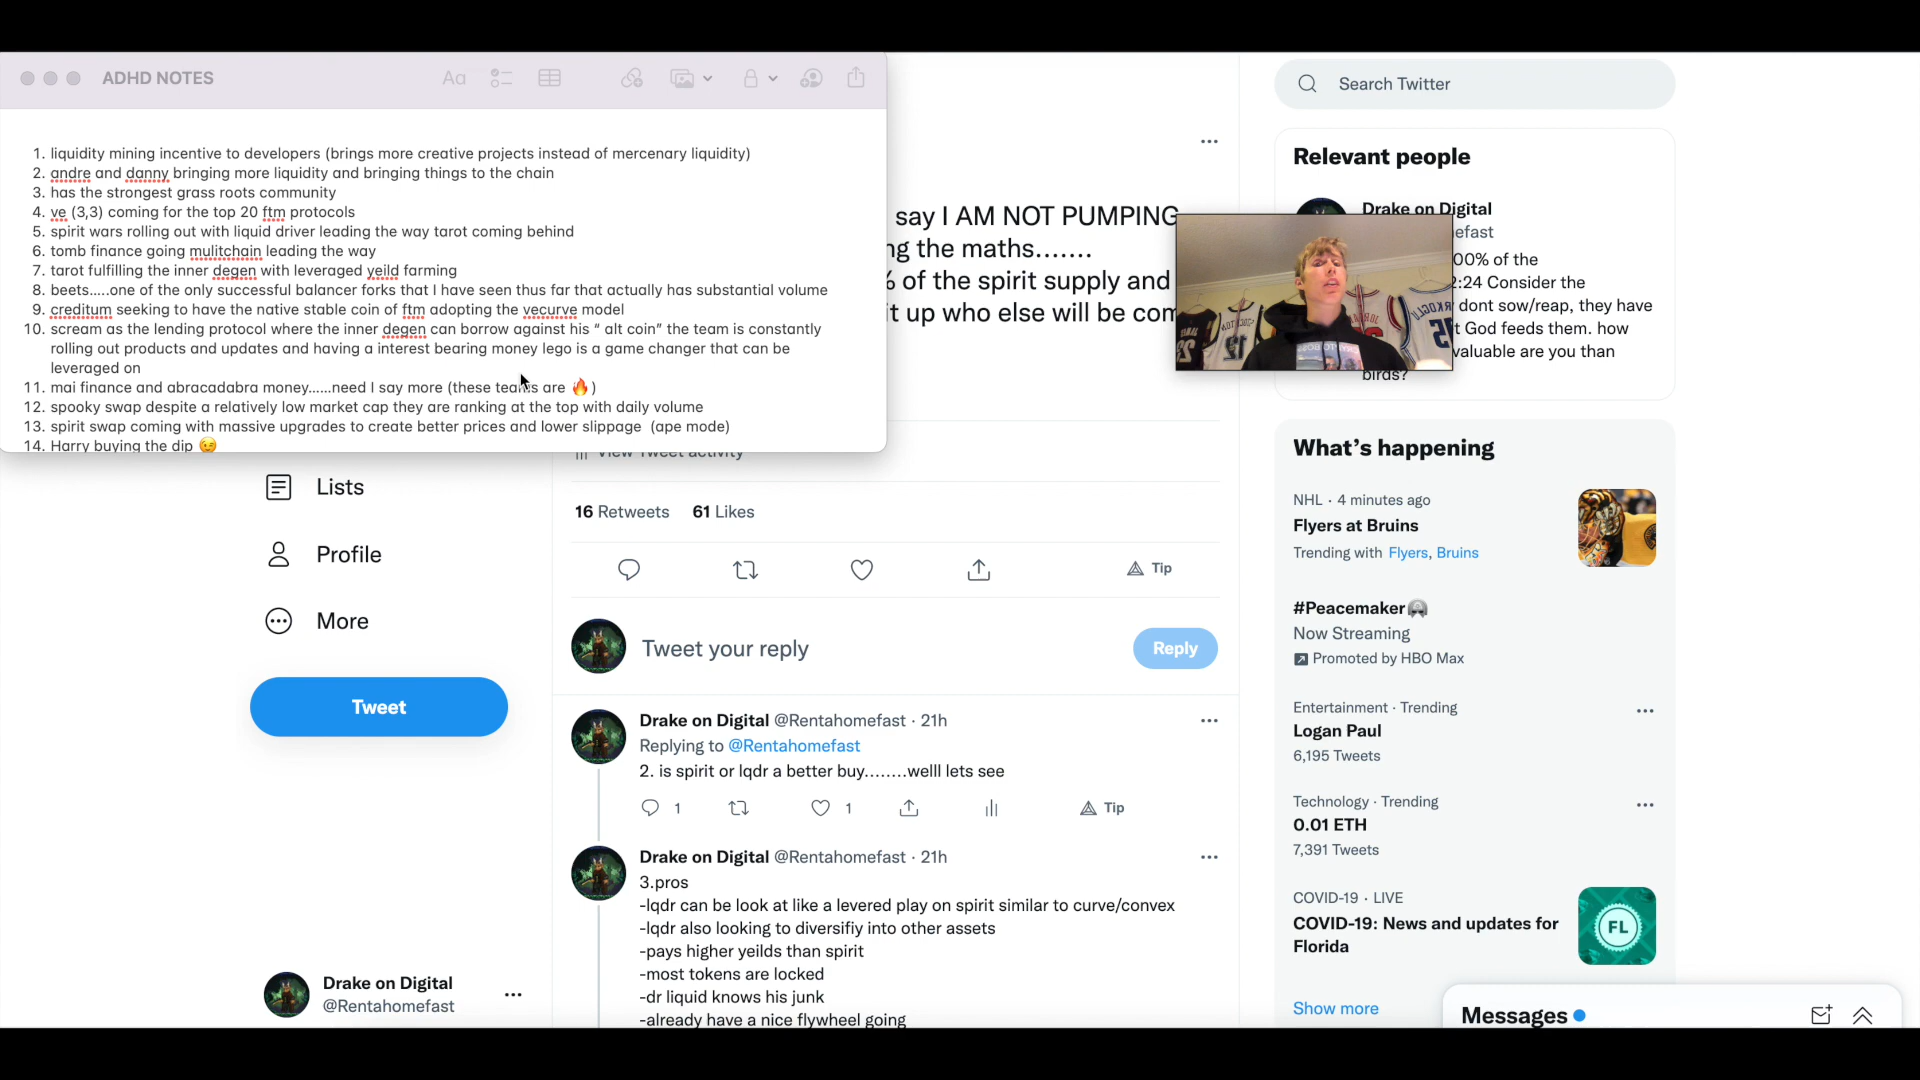 ADHD NOTES
Aa
1. liquidity mining incentive to developers (brings more creative projects instead of mercenary liquidity)
2. andre and danny bringing more liquidity and bringing things to the chain
3. has the strongest grass roots community
4. ve (3,3) coming for the top 20 ftm protocols
5. spirit wars rolling out with liquid driver leading the way tarot coming behind
6. tomb finance going mulitchain leading the way
7. tarot fulfilling the inner degen with leveraged yeild farming
8. beets.....one of the only successful balancer forks that I have seen thus far that actually has substantial volume
9. creditum seeking to have the native stable coin of ftm adopting the vecurve model
10. scream as the lending protocol where the inner degen can borrow against his “ alt coin” the team is constantly
rolling out products and updates and having a interest bearing money lego is a game changer that can be
leveraged on
11. mai finance and abracadabra money......need I say more (these teams are 🔥)
12. spooky swap despite a relatively low market cap they are ranking at the top with daily volume
13. spirit swap coming with massive upgrades to create better prices and lower slippage (ape mode)
14. Harry buying the dip 😉
say I AM NOT PUMPING
ng the maths.......
% of the spirit supply and
it up who else will be com
View Tweet activity
16 Retweets 61 Likes
Tip
Tweet your reply
Reply
Drake on Digital @Rentahomefast · 21h
Replying to @Rentahomefast
2. is spirit or lqdr a better buy........welll lets see
1 1 Tip
Drake on Digital @Rentahomefast · 21h
3.pros
-lqdr can be look at like a levered play on spirit similar to curve/convex
-lqdr also looking to diversifiy into other assets
-pays higher yeilds than spirit
-most tokens are locked
-dr liquid knows his junk
-already have a nice flywheel going
Lists
Profile
More
Tweet
Drake on Digital
@Rentahomefast
Search Twitter
Relevant people
Drake on Digital
efast
00% of the
2:24 Consider the
dont sow/reap, they have
t God feeds them. how
valuable are you than
birds?
What’s happening
NHL · 4 minutes ago
Flyers at Bruins
Trending with Flyers, Bruins
#Peacemaker
Now Streaming
Promoted by HBO Max
Entertainment · Trending
Logan Paul
6,195 Tweets
Technology · Trending
0.01 ETH
7,391 Tweets
COVID-19 · LIVE
COVID-19: News and updates for
Florida
FL
Show more
Messages